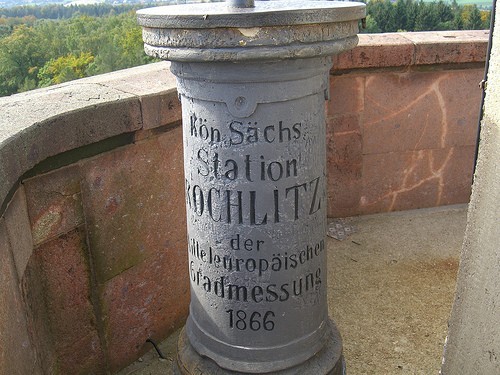 Kön. Sächs.
Station
ROCHLITZ.
der
Mitteleuropäischen
Gradmessung
1866